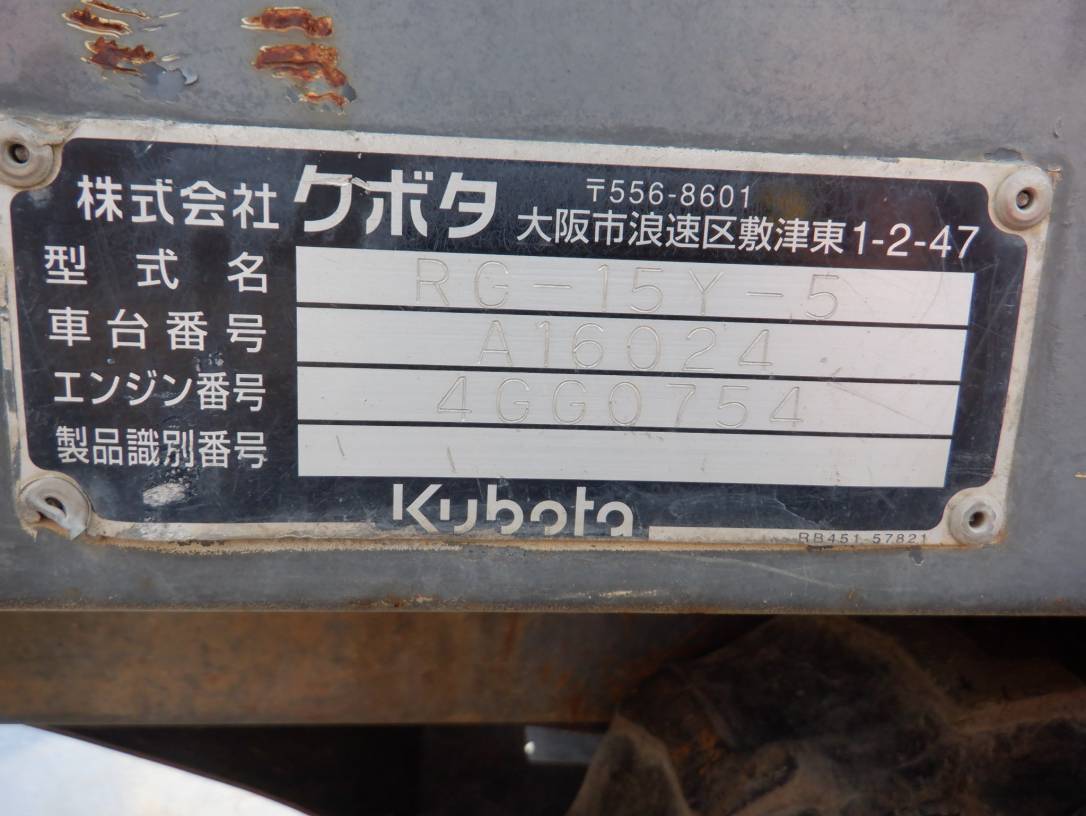 株式会社 クボタ 〒556-8601
大阪市浪速区敷津東1-2-47
型式名 RG-15Y-5
車台番号 A16024
エンジン番号 4GG0754
製品識別番号
Kubota
RB451-57821